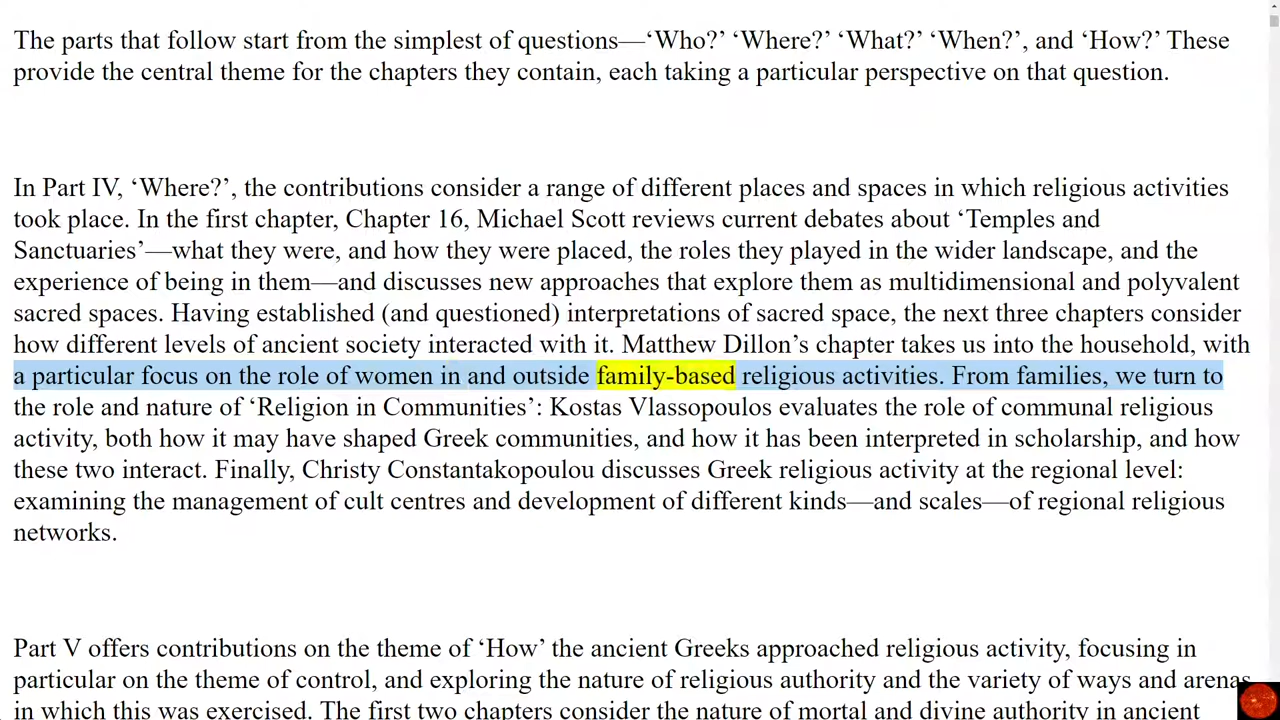 The parts that follow start from the simplest of questions—‘Who?’ ‘Where?’ ‘What?’ ‘When?’, and ‘How?’ These
provide the central theme for the chapters they contain, each taking a particular perspective on that question.
In Part IV, ‘Where?’, the contributions consider a range of different places and spaces in which religious activities
took place. In the first chapter, Chapter 16, Michael Scott reviews current debates about ‘Temples and
Sanctuaries’—what they were, and how they were placed, the roles they played in the wider landscape, and the
experience of being in them—and discusses new approaches that explore them as multidimensional and polyvalent
sacred spaces. Having established (and questioned) interpretations of sacred space, the next three chapters consider
how different levels of ancient society interacted with it. Matthew Dillon’s chapter takes us into the household, with
a particular focus on the role of women in and outside family-based religious activities. From families, we turn to
the role and nature of ‘Religion in Communities’: Kostas Vlassopoulos evaluates the role of communal religious
activity, both how it may have shaped Greek communities, and how it has been interpreted in scholarship, and how
these two interact. Finally, Christy Constantakopoulou discusses Greek religious activity at the regional level:
examining the management of cult centres and development of different kinds—and scales—of regional religious
networks.
Part V offers contributions on the theme of ‘How’ the ancient Greeks approached religious activity, focusing in
particular on the theme of control, and exploring the nature of religious authority and the variety of ways and arenas
in which this was exercised. The first two chapters consider the nature of mortal and divine authority in ancient